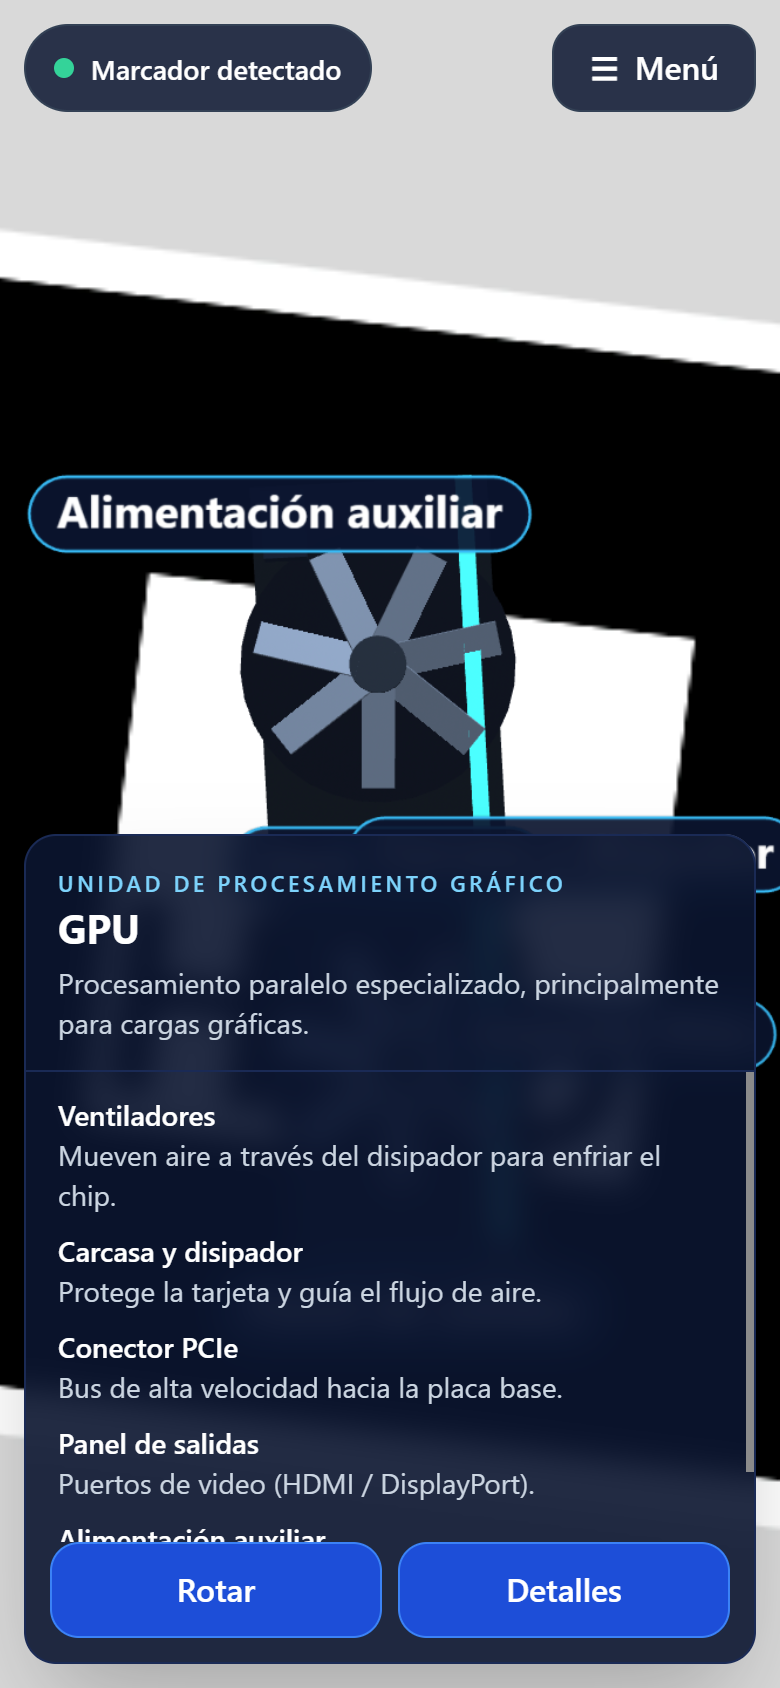 Marcador detectado
☰ Menú
Alimentación auxiliar
UNIDAD DE PROCESAMIENTO GRÁFICO
GPU
Procesamiento paralelo especializado, principalmente
para cargas gráficas.
Ventiladores
Mueven aire a través del disipador para enfriar el
chip.
Carcasa y disipador
Protege la tarjeta y guía el flujo de aire.
Conector PCIe
Bus de alta velocidad hacia la placa base.
Panel de salidas
Puertos de video (HDMI / DisplayPort).
Alimentación auxiliar
Rotar
Detalles